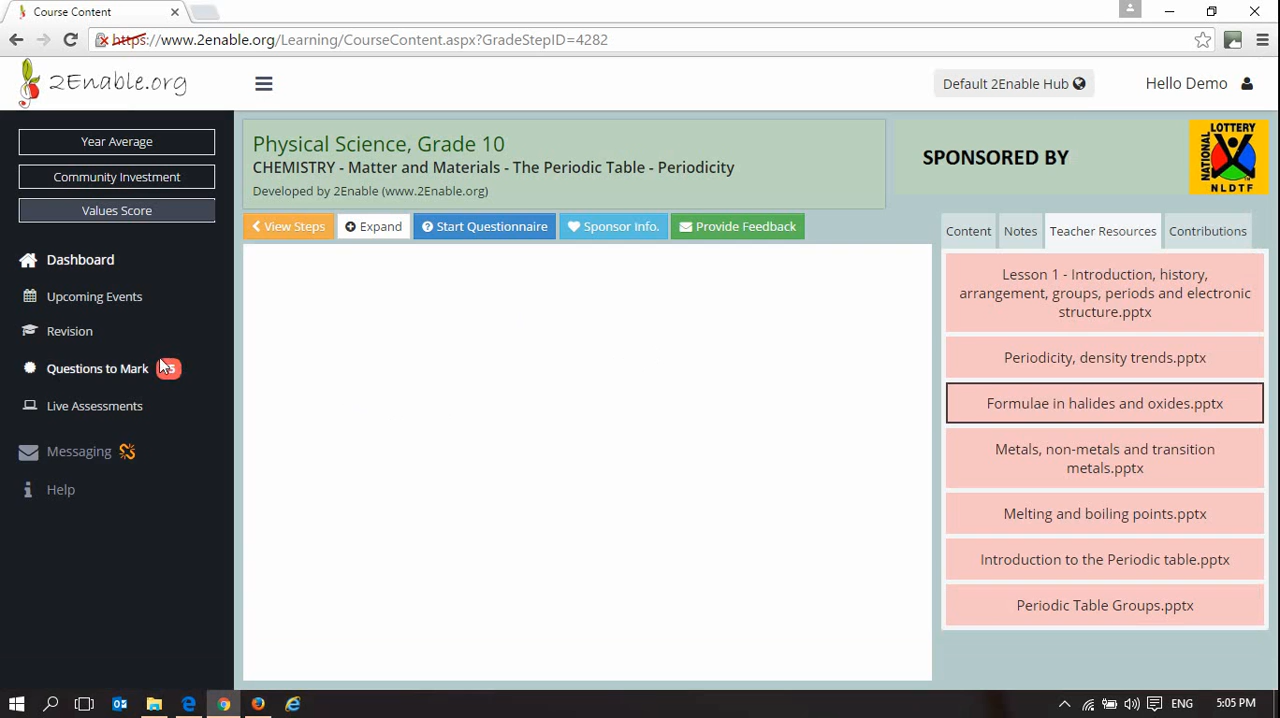 Course Content
https://www.2enable.org/Learning/CourseContent.aspx?GradeStepID=4282
2Enable.org
Default 2Enable Hub
Hello Demo
Year Average
Community Investment
Values Score
Dashboard
Upcoming Events
Revision
Questions to Mark
Live Assessments
Messaging
Help
Physical Science, Grade 10
CHEMISTRY - Matter and Materials - The Periodic Table - Periodicity
Developed by 2Enable (www.2Enable.org)
SPONSORED BY
NATIONAL
LOTTERY
NLDTF
View Steps
Expand
Start Questionnaire
Sponsor Info.
Provide Feedback
Content
Notes
Teacher Resources
Contributions
Lesson 1 - Introduction, history,
arrangement, groups, periods and electronic
structure.pptx
Periodicity, density trends.pptx
Formulae in halides and oxides.pptx
Metals, non-metals and transition
metals.pptx
Melting and boiling points.pptx
Introduction to the Periodic table.pptx
Periodic Table Groups.pptx
ENG
5:05 PM